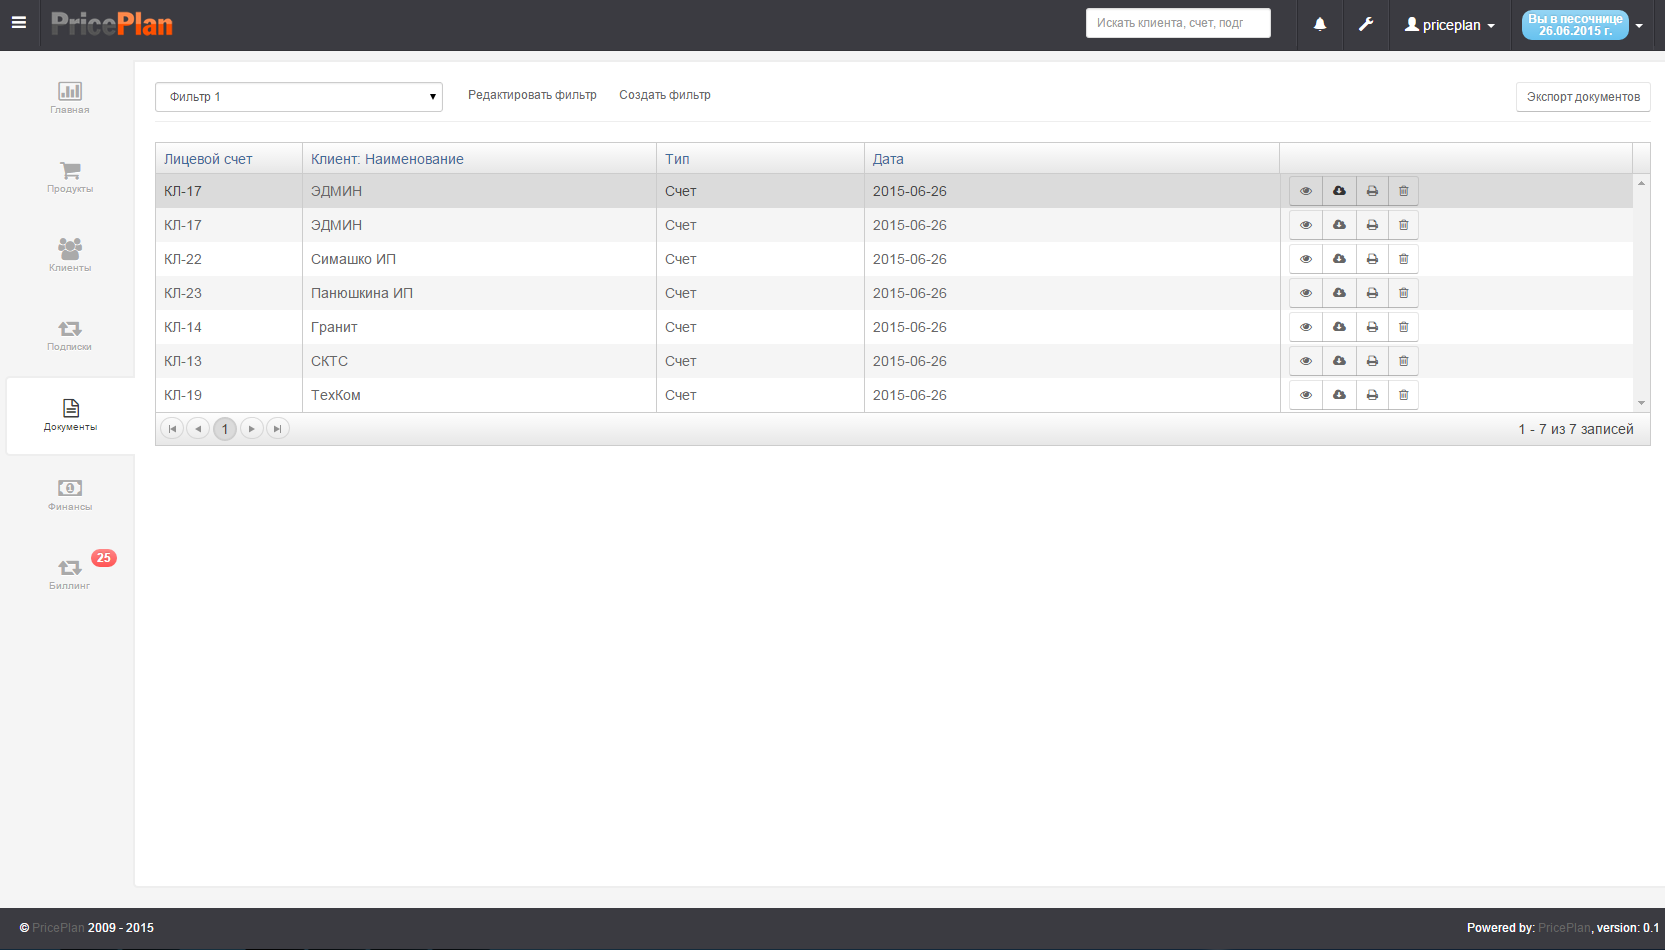 PricePlan
Искать клиента, счет, подг
priceplan
Вы в песочнице
26.06.2015 г.
Главная
Продукты
Клиенты
Подписки
Документы
Финансы
25
Биллинг
Фильтр 1
Редактировать фильтр
Создать фильтр
Экспорт документов
Лицевой счет Клиент: Наименование Тип Дата
КЛ-17 ЭДМИН Счет 2015-06-26
КЛ-17 ЭДМИН Счет 2015-06-26
КЛ-22 Симашко ИП Счет 2015-06-26
КЛ-23 Панюшкина ИП Счет 2015-06-26
КЛ-14 Гранит Счет 2015-06-26
КЛ-13 СКТС Счет 2015-06-26
КЛ-19 ТехКом Счет 2015-06-26
1
1 - 7 из 7 записей
© PricePlan 2009 - 2015
Powered by: PricePlan, version: 0.1